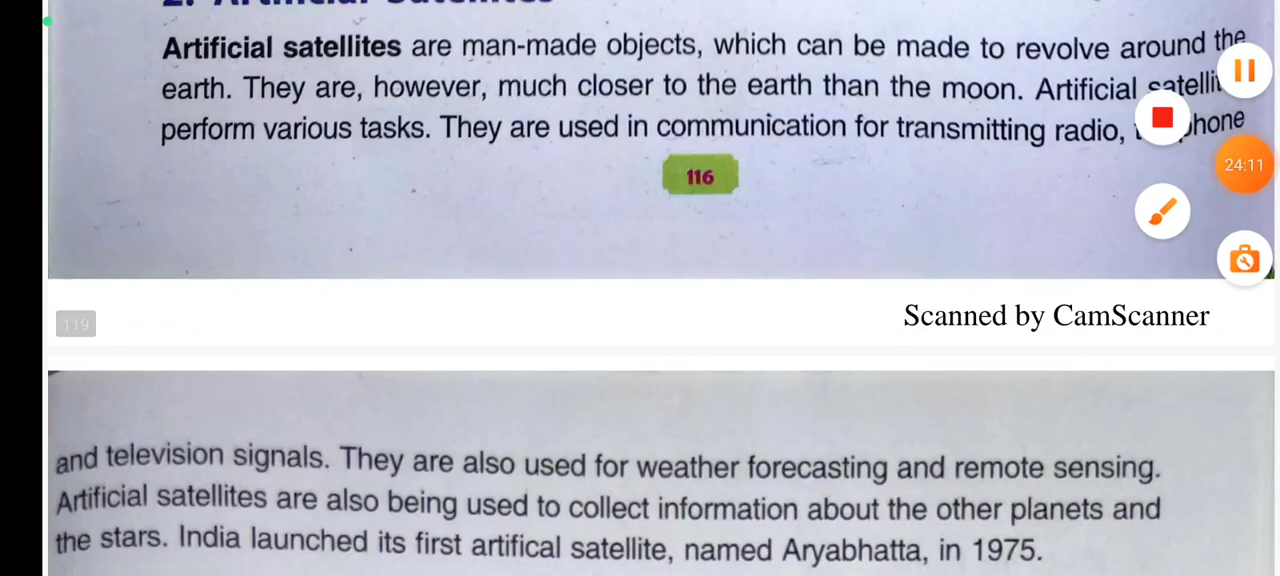 Artificial satellites are man-made objects, which can be made to revolve around the
earth. They are, however, much closer to the earth than the moon. Artificial
perform various tasks. They are used in communication for transmitting radio,
116
24:11
119
Scanned by CamScanner
and television signals. They are also used for weather forecasting and remote sensing.
Artificial satellites are also being used to collect information about the other planets and
the stars. India launched its first artifical satellite, named Aryabhatta, in 1975.